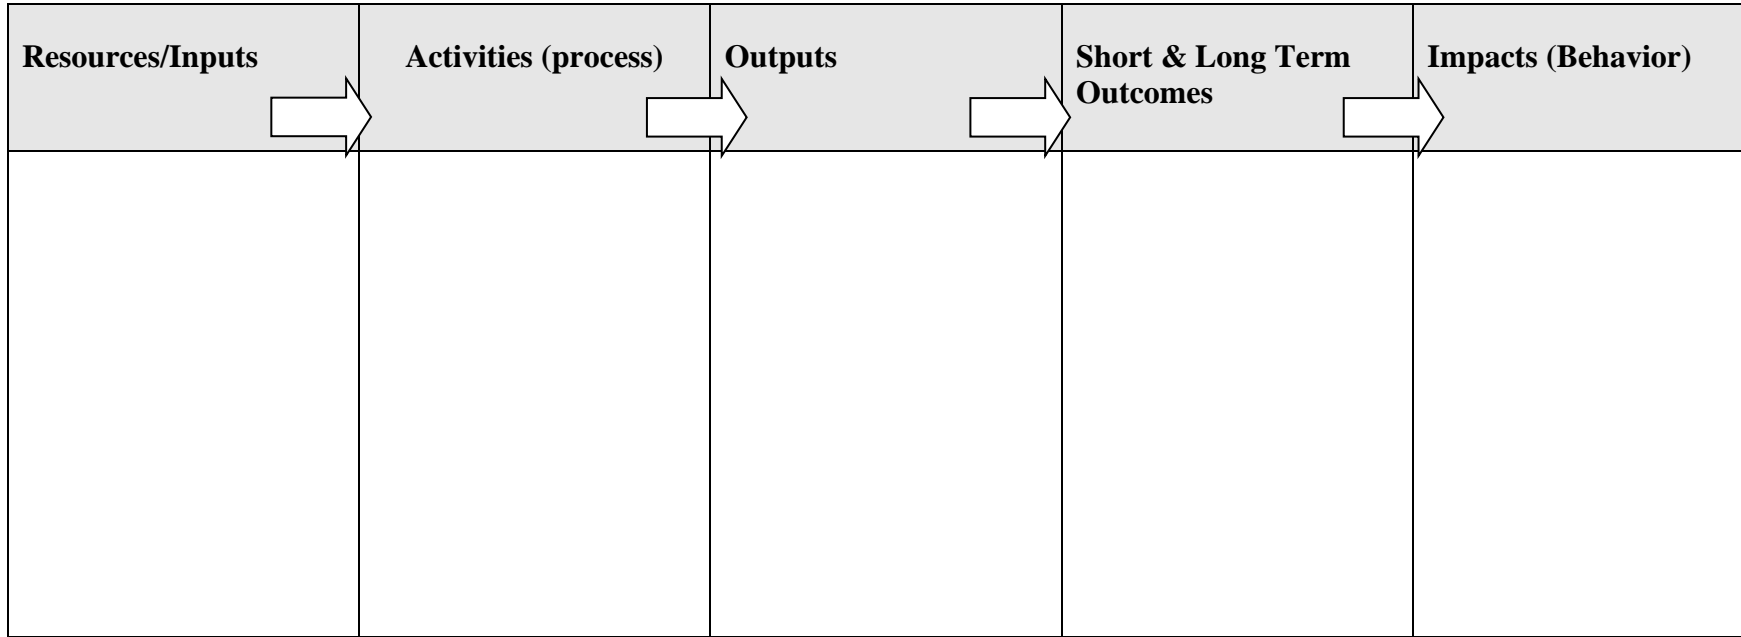 Resources/Inputs
Activities (process)
Outputs
Short & Long Term
Outcomes
Impacts (Behavior)